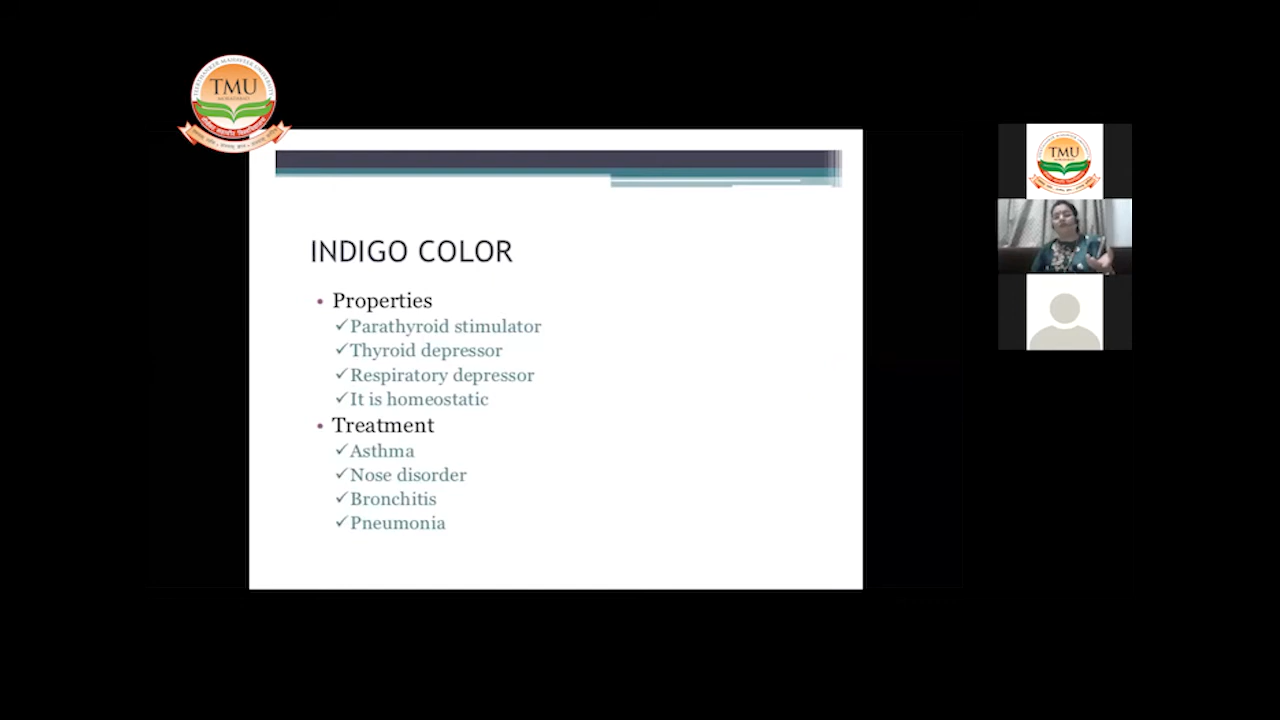 TMU
INDIGO COLOR
• Properties
✓Parathyroid stimulator
✓Thyroid depressor
✓Respiratory depressor
✓It is homeostatic
• Treatment
✓Asthma
✓Nose disorder
✓Bronchitis
✓Pneumonia
TMU